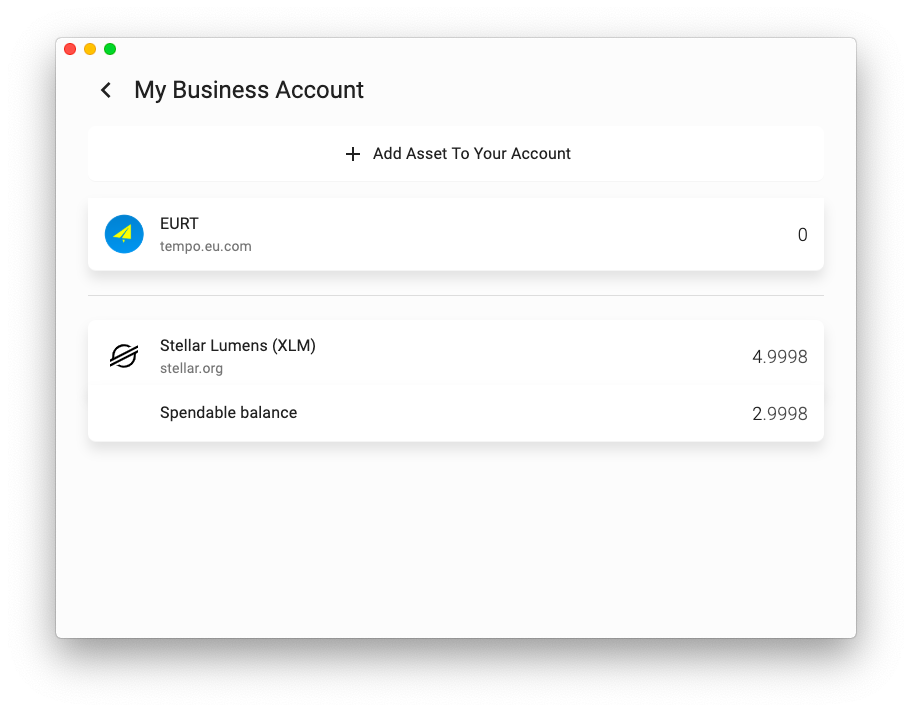 My Business Account
Add Asset To Your Account
EURT
tempo.eu.com
0
Stellar Lumens (XLM)
stellar.org
4.9998
Spendable balance
2.9998